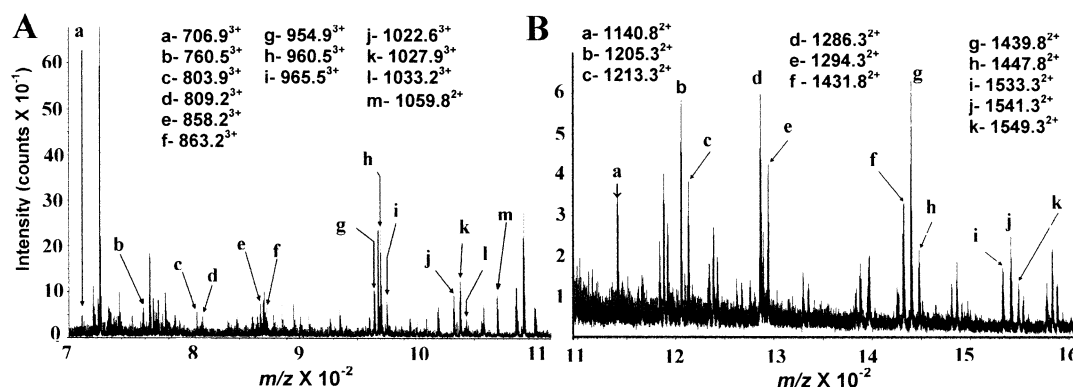 A
a
a- 706.9³⁺
b- 760.5³⁺
c- 803.9³⁺
d- 809.2³⁺
e- 858.2³⁺
f- 863.2³⁺
g- 954.9³⁺
h- 960.5³⁺
i- 965.5³⁺
j- 1022.6³⁺
k- 1027.9³⁺
l- 1033.2³⁺
m- 1059.8²⁺
Intensity (counts X 10⁻¹)
60
50
40
30
20
10
0
b
c
d
e
f
g
h
i
j
k
l
m
7 8 9 10 11
m/z X 10⁻²
B
a- 1140.8²⁺
b- 1205.3²⁺
c- 1213.3²⁺
d- 1286.3²⁺
e- 1294.3²⁺
f- 1431.8²⁺
g- 1439.8²⁺
h- 1447.8²⁺
i- 1533.3²⁺
j- 1541.3²⁺
k- 1549.3²⁺
6
5
4
3
2
1
a
b
c
d
e
f
g
h
i
j
k
11 12 13 14 15 16
m/z X 10⁻²